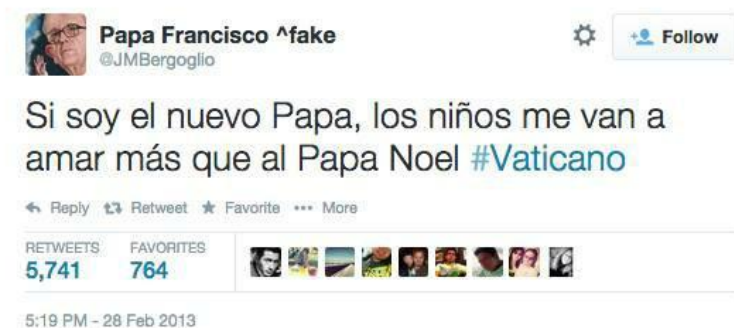 Papa Francisco ^fake
@JMBergoglio
Follow
Si soy el nuevo Papa, los niños me van a
amar más que al Papa Noel #Vaticano
Reply Retweet Favorite More
RETWEETS FAVORITES
5,741 764
5:19 PM - 28 Feb 2013